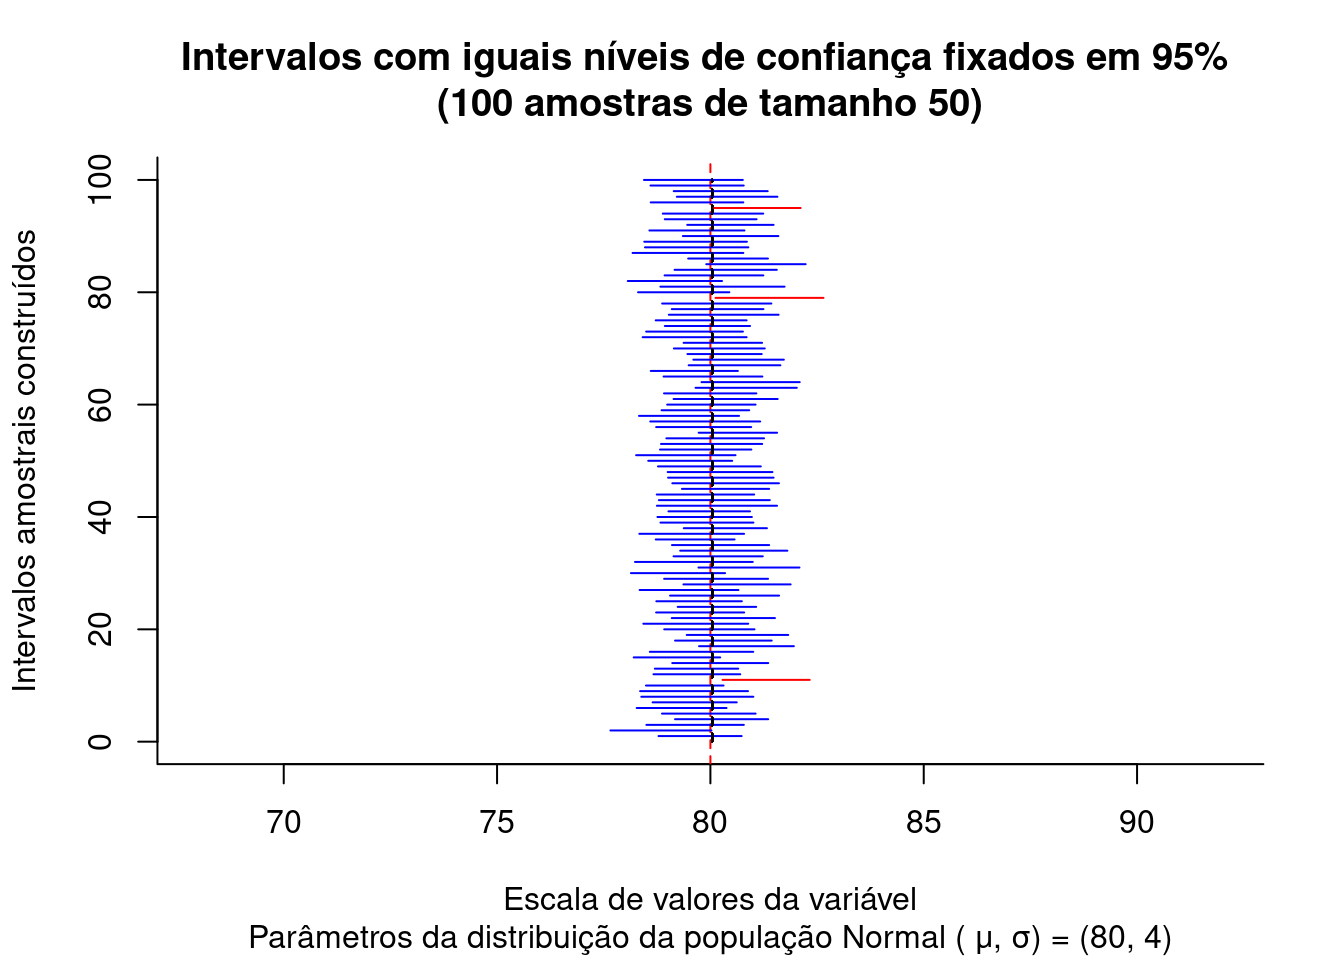 Intervalos com iguais níveis de confiança fixados em 95%
(100 amostras de tamanho 50)
Intervalos amostrais construídos
100
80
60
40
20
0
70 75 80 85 90
Escala de valores da variável
Parâmetros da distribuição da população Normal ( μ, σ) = (80, 4)